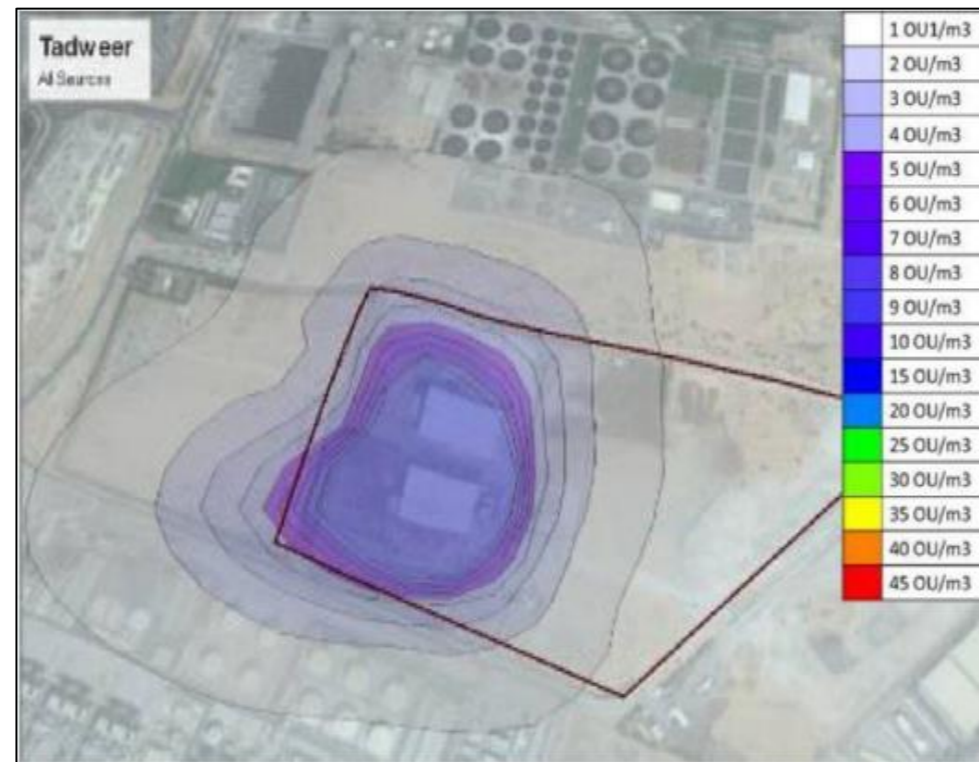 Tadweer
All Sources
1 OU1/m3
2 OU/m3
3 OU/m3
4 OU/m3
5 OU/m3
6 OU/m3
7 OU/m3
8 OU/m3
9 OU/m3
10 OU/m3
15 OU/m3
20 OU/m3
25 OU/m3
30 OU/m3
35 OU/m3
40 OU/m3
45 OU/m3